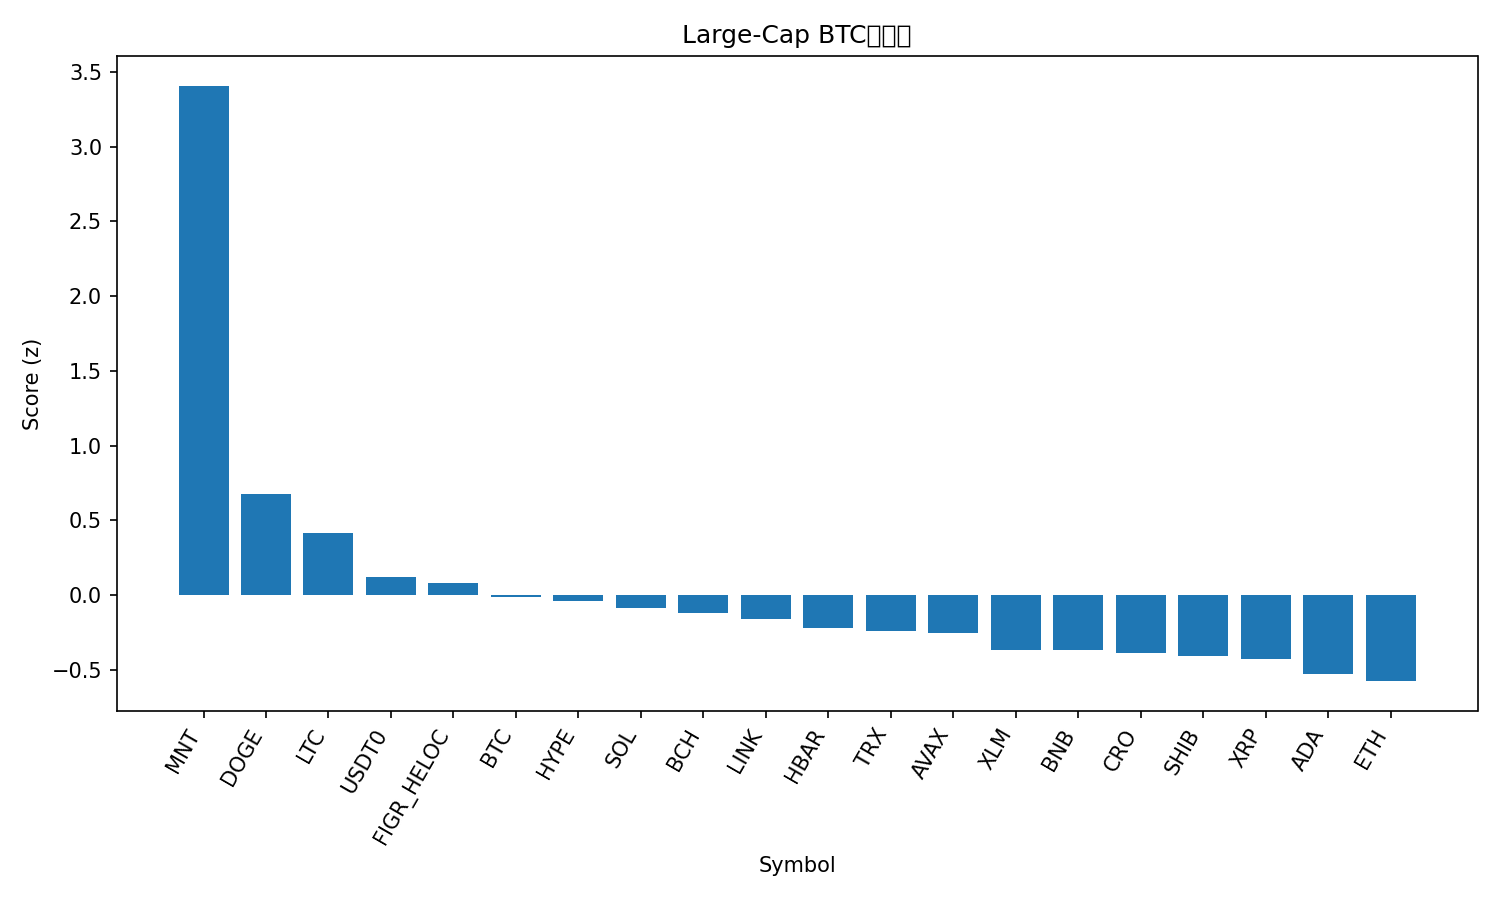 Large-Cap BTC
3.5
3.0
2.5
2.0
1.5
1.0
0.5
0.0
−0.5
Score (z)
MNT
DOGE
LTC
USDT0
FIGR_HELOC
BTC
HYPE
SOL
BCH
LINK
HBAR
TRX
AVAX
XLM
BNB
CRO
SHIB
XRP
ADA
ETH
Symbol